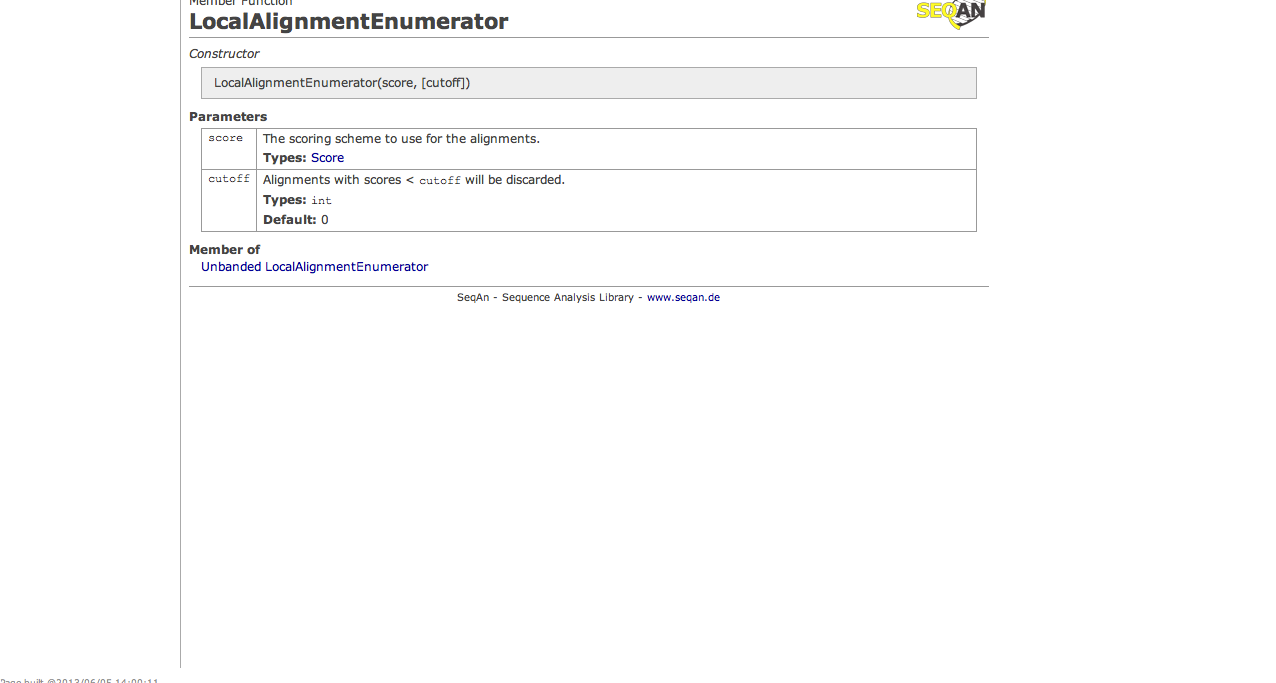 Member Function
LocalAlignmentEnumerator
SEQAN
Constructor
LocalAlignmentEnumerator(score, [cutoff])
Parameters
score The scoring scheme to use for the alignments.
Types: Score
cutoff Alignments with scores < cutoff will be discarded.
Types: int
Default: 0
Member of
Unbanded LocalAlignmentEnumerator
SeqAn - Sequence Analysis Library - www.seqan.de
Page built @2013/06/05 14:00:11